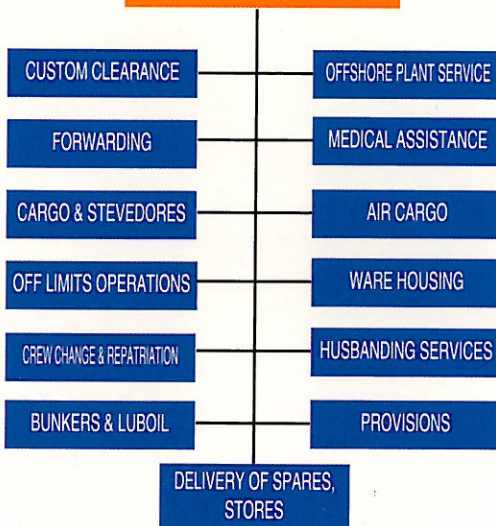 CUSTOM CLEARANCE
OFFSHORE PLANT SERVICE
FORWARDING
MEDICAL ASSISTANCE
CARGO & STEVEDORES
AIR CARGO
OFF LIMITS OPERATIONS
WARE HOUSING
CREW CHANGE & REPATRIATION
HUSBANDING SERVICES
BUNKERS & LUBOIL
PROVISIONS
DELIVERY OF SPARES,
STORES